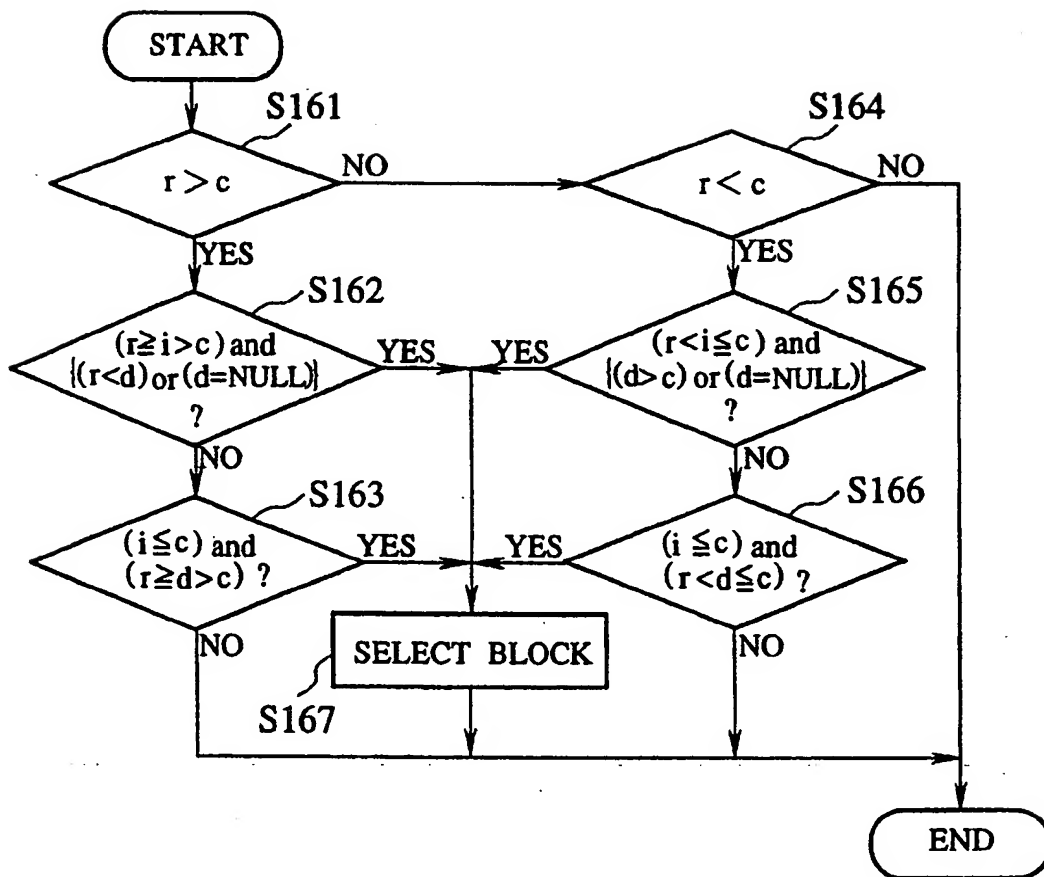 START
S161
r > c
NO
YES
S164
r < c
NO
YES
S162
(r≧i>c) and
{(r<d) or (d=NULL)}
?
YES
NO
S165
(r<i≦c) and
{(d>c) or (d=NULL)}
?
YES
NO
S163
(i≦c) and
(r≧d>c) ?
YES
NO
S166
(i≦c) and
(r<d≦c) ?
YES
NO
SELECT BLOCK
S167
END